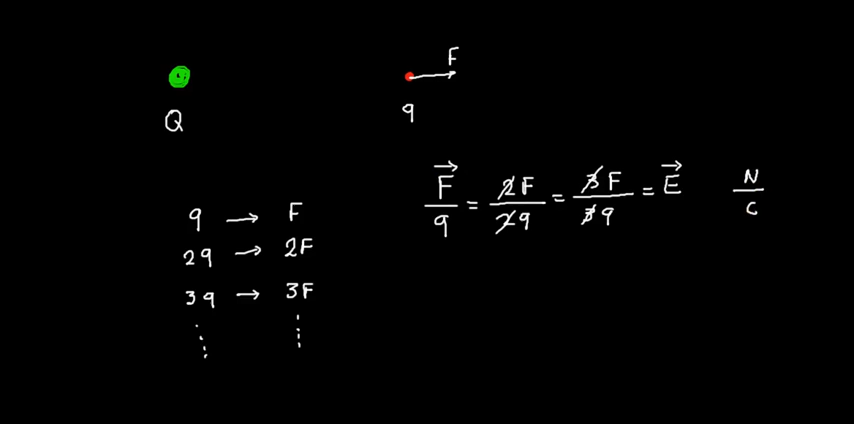 F
Q
q
q → F
2q → 2F
3q → 3F
⋮ ⋮
F⃗/q = 2F/2q = 3F/3q = E⃗ N/C